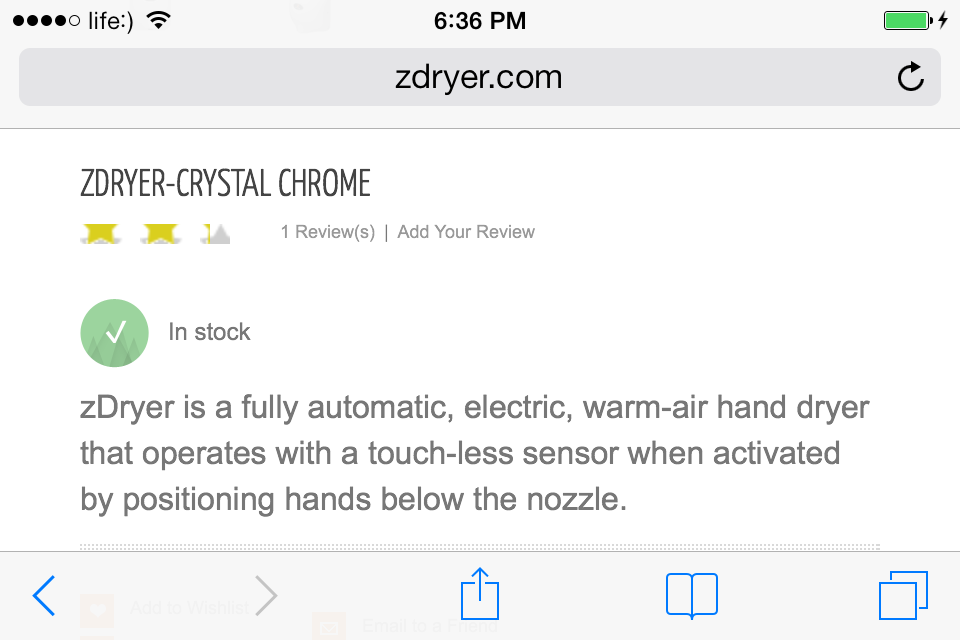 life:) 6:36 PM
zdryer.com
ZDRYER-CRYSTAL CHROME
1 Review(s) | Add Your Review
In stock
zDryer is a fully automatic, electric, warm-air hand dryer
that operates with a touch-less sensor when activated
by positioning hands below the nozzle.
Add to Wishlist
Email to a Friend